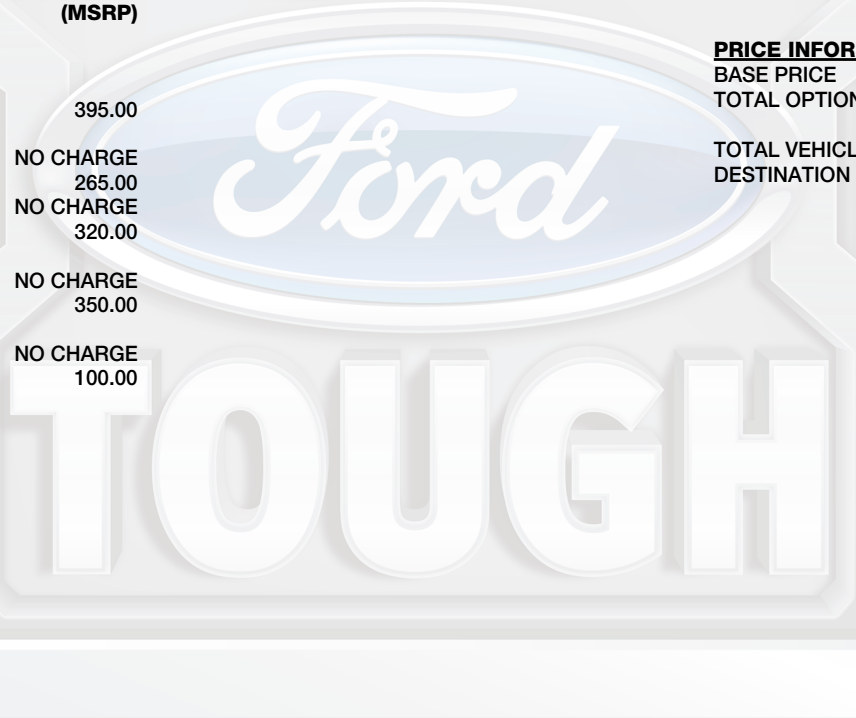 (MSRP)
395.00
NO CHARGE
265.00
NO CHARGE
320.00
NO CHARGE
350.00
NO CHARGE
100.00
PRICE INFOR
BASE PRICE
TOTAL OPTION
TOTAL VEHICL
DESTINATION
Ford
TOUGH